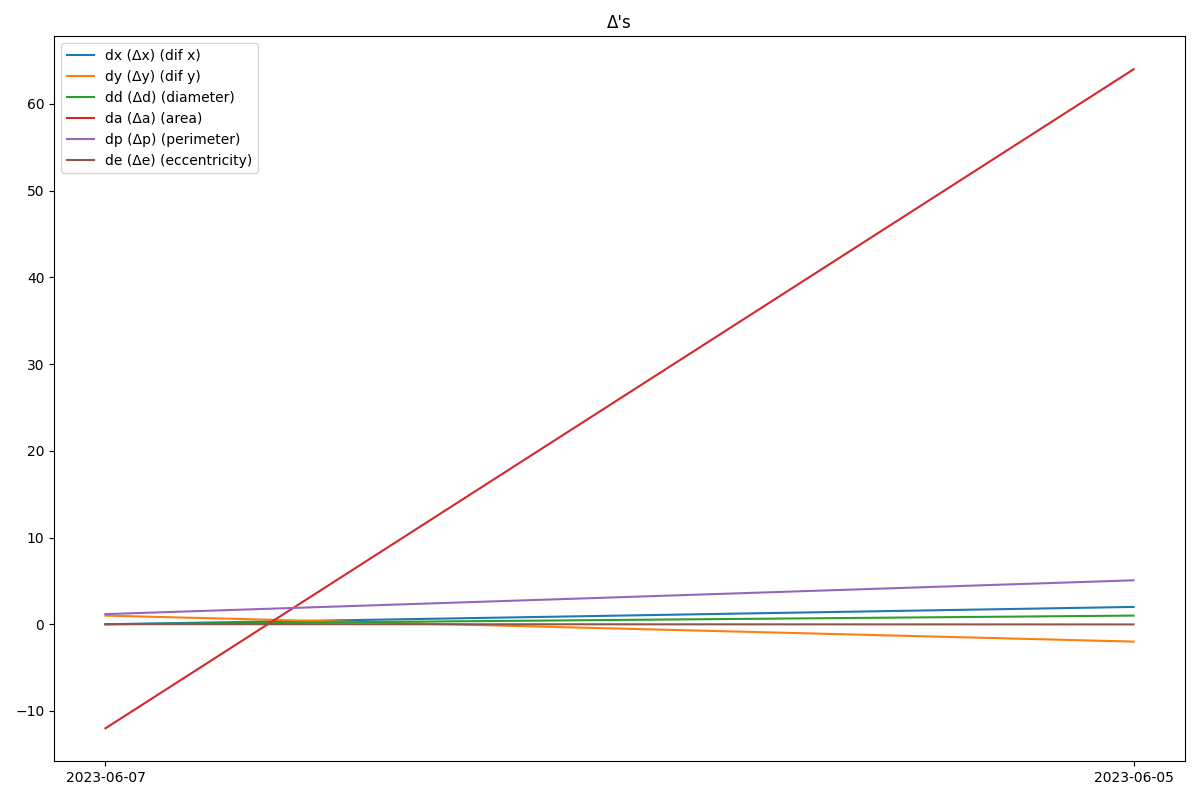 Δ's
dx (Δx) (dif x)
dy (Δy) (dif y)
dd (Δd) (diameter)
da (Δa) (area)
dp (Δp) (perimeter)
de (Δe) (eccentricity)
60
50
40
30
20
10
0
−10
2023-06-07 2023-06-05